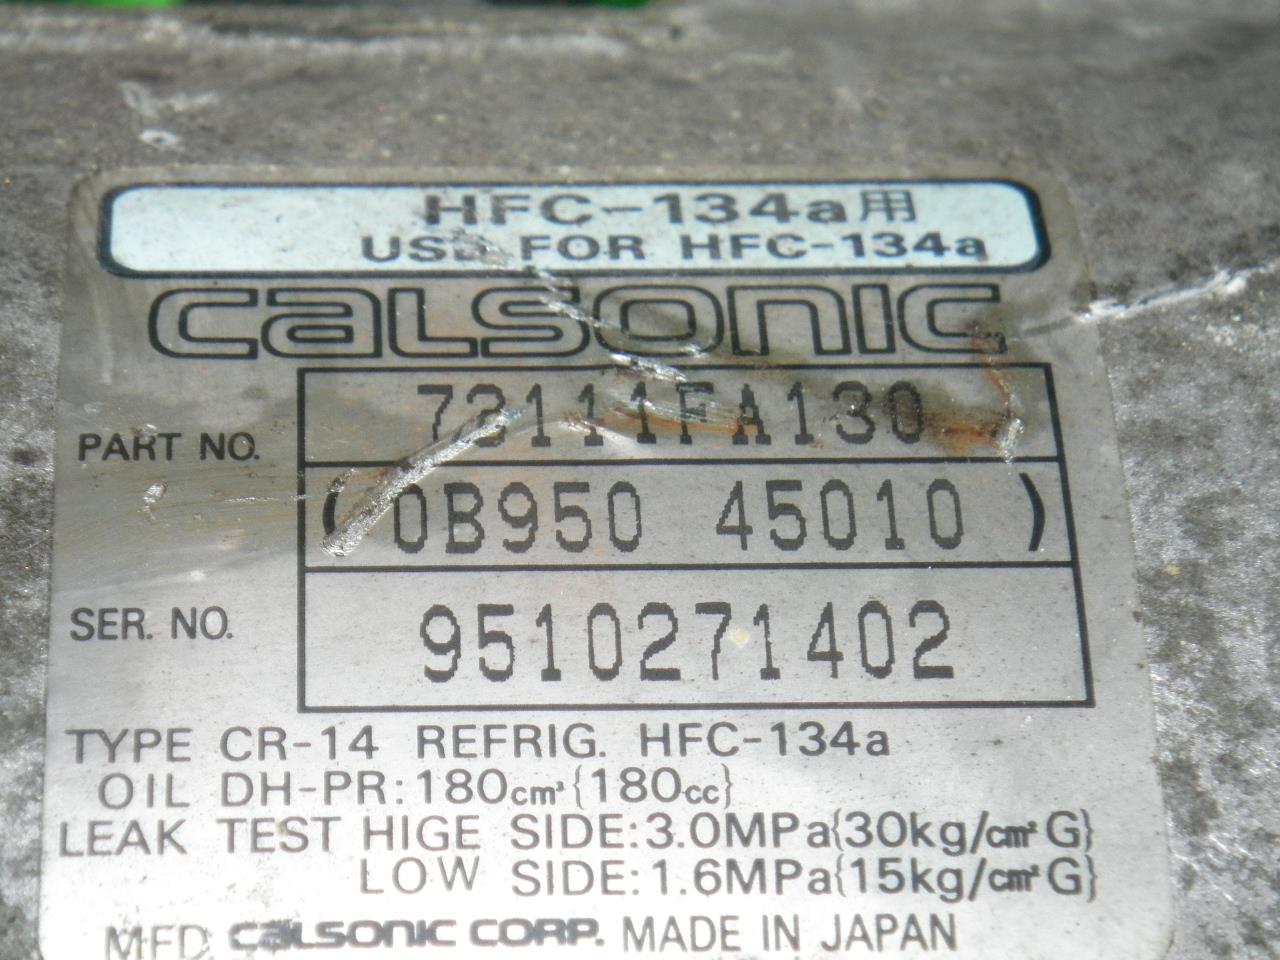 HFC-134a用
USE FOR HFC-134a
CALSONIC
PART NO. 73111FA130
(0B950 45010)
SER. NO. 9510271402
TYPE CR-14 REFRIG. HFC-134a
OIL DH-PR:180cm³{180cc}
LEAK TEST HIGE SIDE:3.0MPa{30kg/cm²G}
LOW SIDE:1.6MPa{15kg/cm²G}
MFD. CALSONIC CORP. MADE IN JAPAN